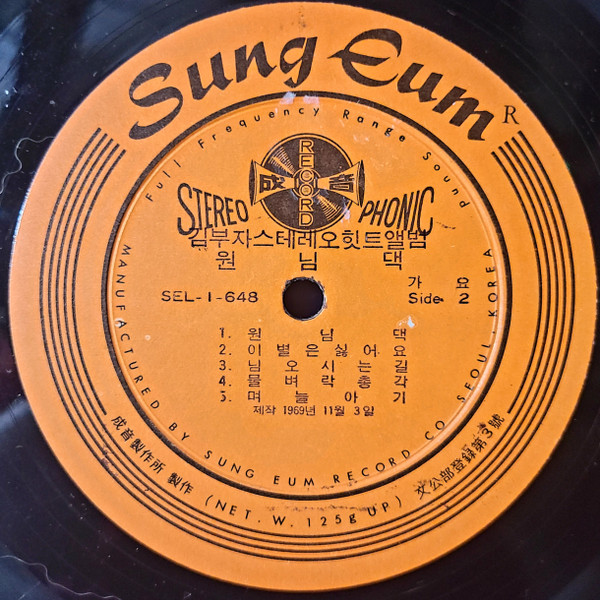 Sung Eum R
Full Frequency Range Sound
RECORD
成音
STEREO PHONIC
김부자스테레오힛트앨범
원님댁
가요
SEL-1-648 Side 2
1. 원님댁
2. 이별은싫어요
3. 님오시는길
4. 물벼락총각
5. 며늘아기
제작 1969년 11월 3일
MANUFACTURED BY SUNG EUM RECORD CO. SEOUL. KOREA
成音製作所 製作 (NET. W. 125g UP) 文公部登録第3號